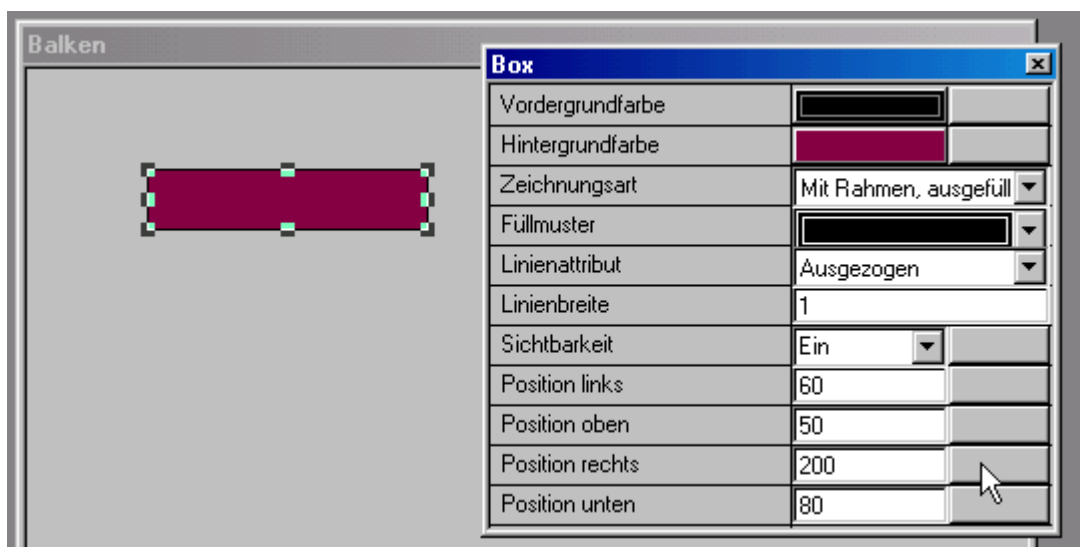 Balken
Box
Vordergrundfarbe
Hintergrundfarbe
Zeichnungsart Mit Rahmen, ausgefüll
Füllmuster
Linienattribut Ausgezogen
Linienbreite 1
Sichtbarkeit Ein
Position links 60
Position oben 50
Position rechts 200
Position unten 80